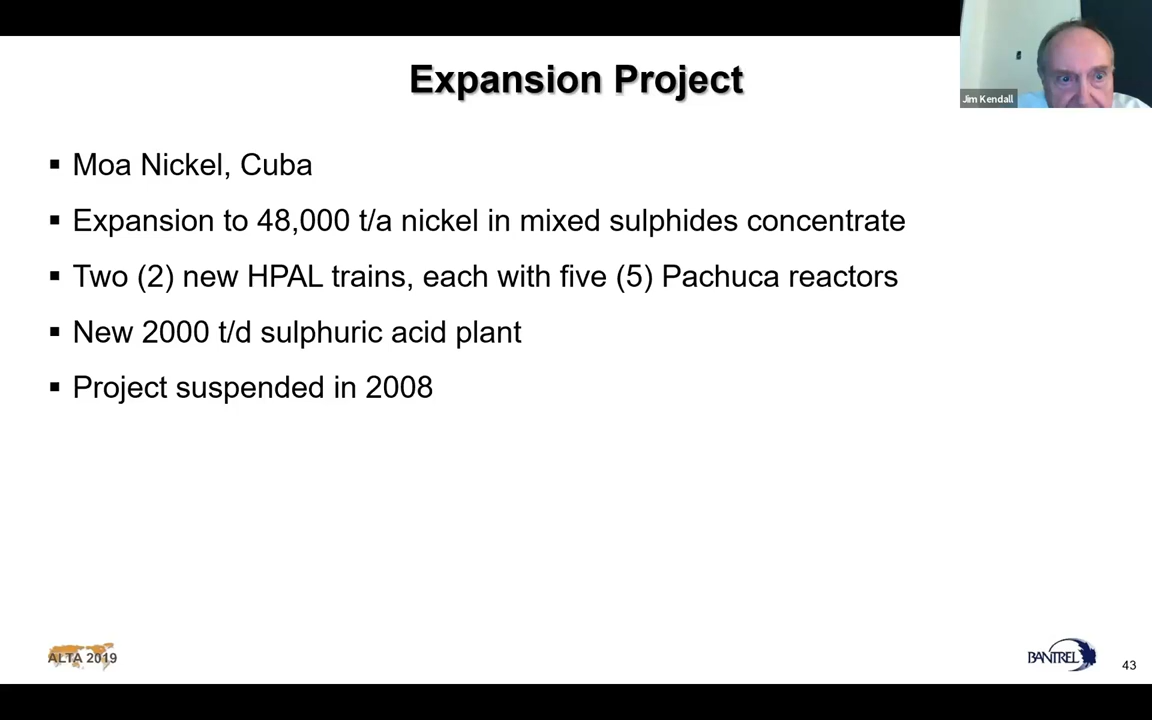 Expansion Project
Jim Kendall
▪ Moa Nickel, Cuba
▪ Expansion to 48,000 t/a nickel in mixed sulphides concentrate
▪ Two (2) new HPAL trains, each with five (5) Pachuca reactors
▪ New 2000 t/d sulphuric acid plant
▪ Project suspended in 2008
ALTA 2019
BANTREL
43